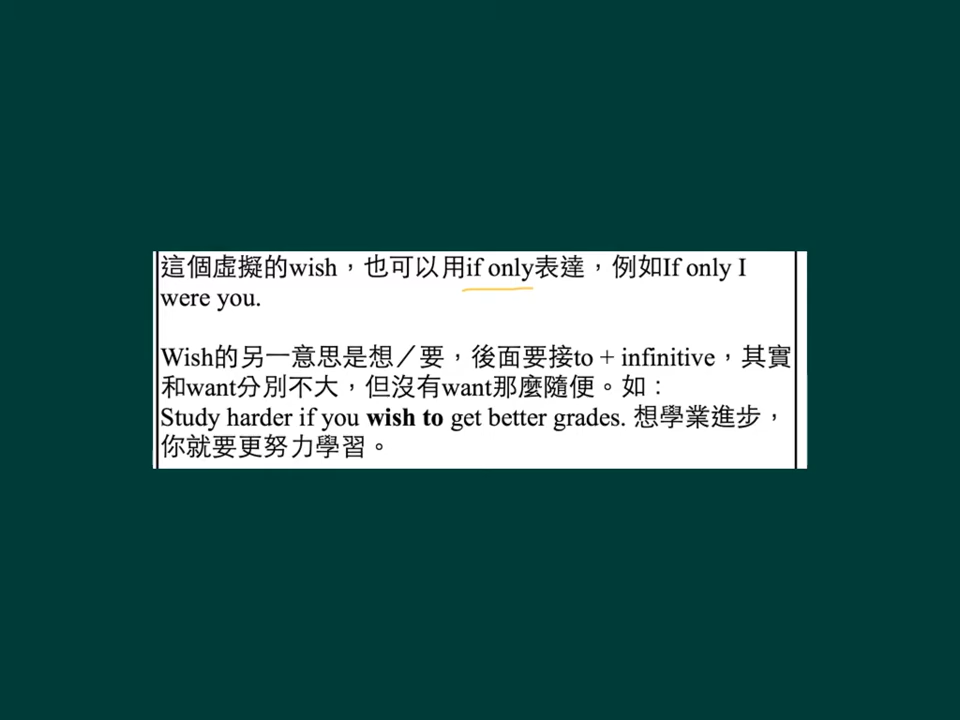 這個虛擬的wish，也可以用if only表達，例如If only I
were you.
Wish的另一意思是想／要，後面要接to + infinitive，其實
和want分別不大，但沒有want那麼隨便。如：
Study harder if you wish to get better grades. 想學業進步，
你就要更努力學習。